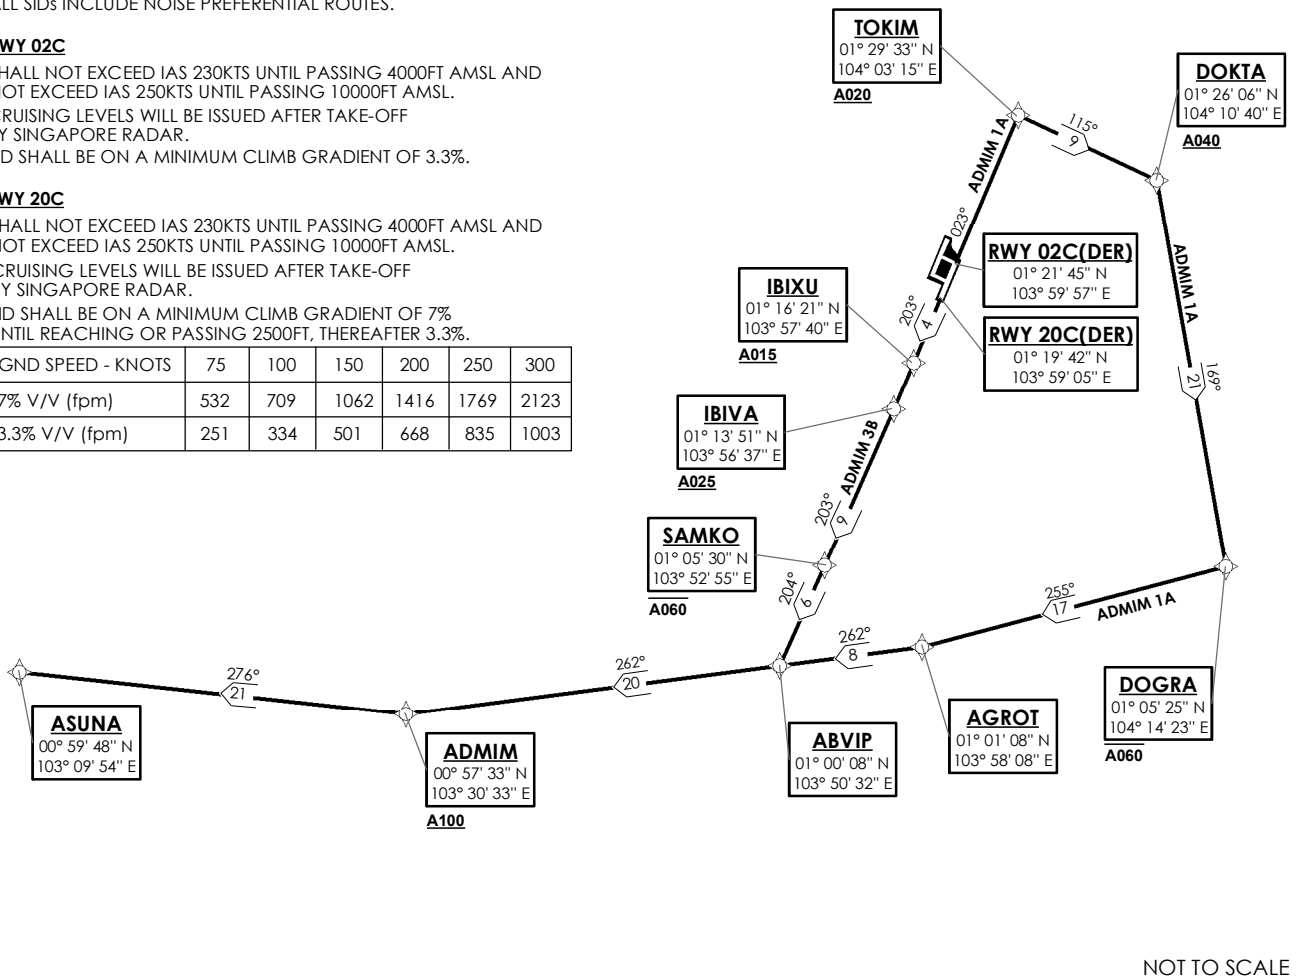 ALL SIDs INCLUDE NOISE PREFERENTIAL ROUTES.
WY 02C
HALL NOT EXCEED IAS 230KTS UNTIL PASSING 4000FT AMSL AND
NOT EXCEED IAS 250KTS UNTIL PASSING 10000FT AMSL.
CRUISING LEVELS WILL BE ISSUED AFTER TAKE-OFF
Y SINGAPORE RADAR.
ID SHALL BE ON A MINIMUM CLIMB GRADIENT OF 3.3%.
WY 20C
HALL NOT EXCEED IAS 230KTS UNTIL PASSING 4000FT AMSL AND
NOT EXCEED IAS 250KTS UNTIL PASSING 10000FT AMSL.
CRUISING LEVELS WILL BE ISSUED AFTER TAKE-OFF
Y SINGAPORE RADAR.
ID SHALL BE ON A MINIMUM CLIMB GRADIENT OF 7%
NTIL REACHING OR PASSING 2500FT, THEREAFTER 3.3%.
GND SPEED - KNOTS 75 100 150 200 250 300
7% V/V (fpm) 532 709 1062 1416 1769 2123
3.3% V/V (fpm) 251 334 501 668 835 1003
TOKIM
01° 29' 33" N
104° 03' 15" E
A020
DOKTA
01° 26' 06" N
104° 10' 40" E
A040
115°
9
ADMIM 1A
023°
RWY 02C(DER)
01° 21' 45" N
103° 59' 57" E
RWY 20C(DER)
01° 19' 42" N
103° 59' 05" E
IBIXU
01° 16' 21" N
103° 57' 40" E
A015
203°
4
ADMIM 1A
169°
21
IBIVA
01° 13' 51" N
103° 56' 37" E
A025
ADMIM 3B
203°
9
SAMKO
01° 05' 30" N
103° 52' 55" E
A060
204°
6
255°
17
ADMIM 1A
262°
8
262°
20
276°
21
DOGRA
01° 05' 25" N
104° 14' 23" E
A060
AGROT
01° 01' 08" N
103° 58' 08" E
ABVIP
01° 00' 08" N
103° 50' 32" E
ADMIM
00° 57' 33" N
103° 30' 33" E
A100
ASUNA
00° 59' 48" N
103° 09' 54" E
NOT TO SCALE